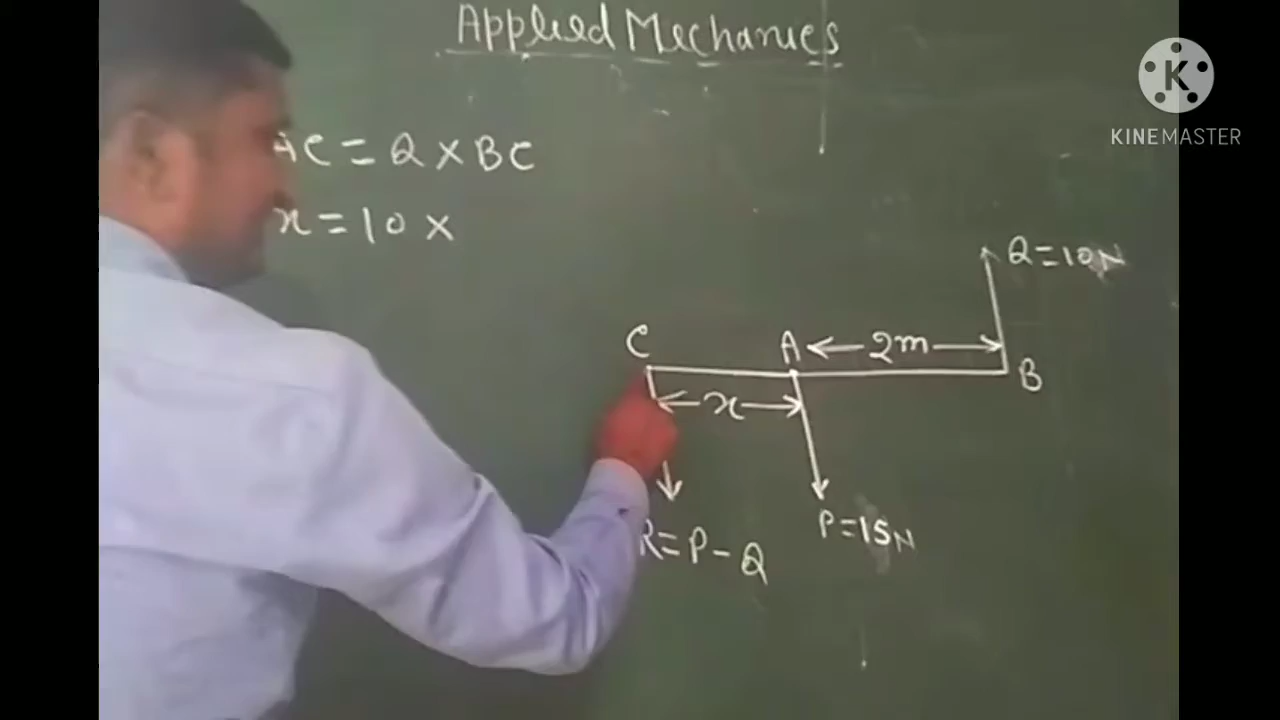 Applied Mechanics
AC = Q × BC
x = 10 ×
Q = 10N
C
A
2m
B
x
R = P - Q
P = 15N
KINEMASTER